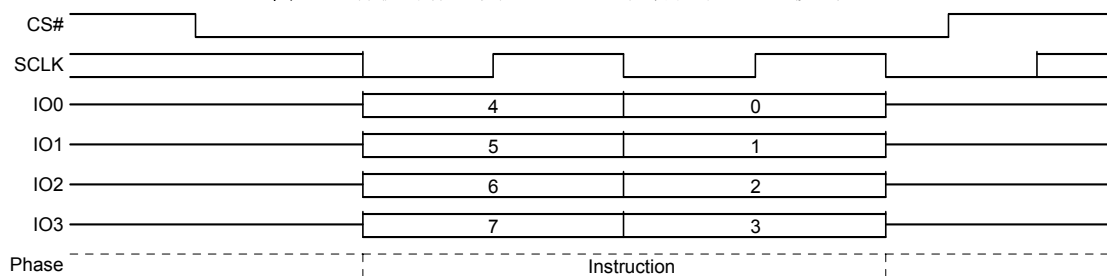 CS#
SCLK
IO0 4 0
IO1 5 1
IO2 6 2
IO3 7 3
Phase Instruction